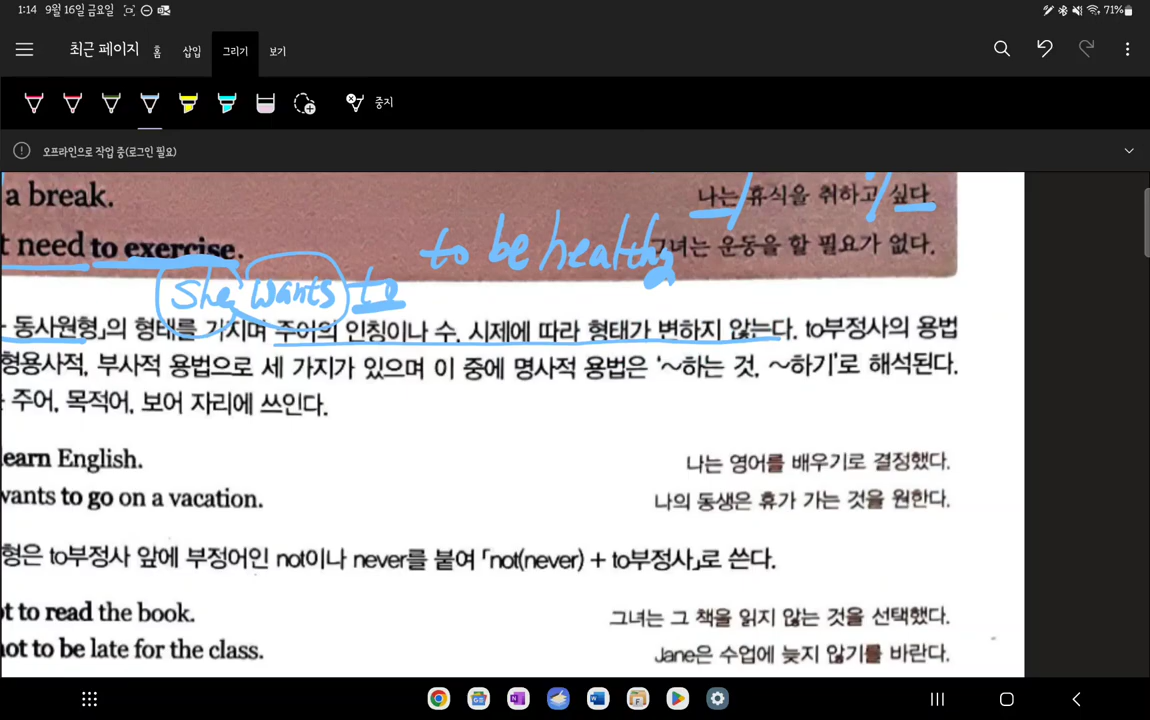 1:14 9월 16일 금요일 71%
최근 페이지 홈 삽입 그리기 보기
중지
오프라인으로 작업 중(로그인 필요)
a break. 나는 휴식을 취하고 싶다.
t need to exercise. to be healthy 그녀는 운동을 할 필요가 없다.
She wants to
동사원형」의 형태를 가지며 주어의 인칭이나 수, 시제에 따라 형태가 변하지 않는다. to부정사의 용법
형용사적, 부사적 용법으로 세 가지가 있으며 이 중에 명사적 용법은 '~하는 것, ~하기'로 해석된다.
주어, 목적어, 보어 자리에 쓰인다.
learn English. 나는 영어를 배우기로 결정했다.
wants to go on a vacation. 나의 동생은 휴가 가는 것을 원한다.
형은 to부정사 앞에 부정어인 not이나 never를 붙여 「not(never) + to부정사」로 쓴다.
ot to read the book. 그녀는 그 책을 읽지 않는 것을 선택했다.
not to be late for the class. Jane은 수업에 늦지 않기를 바란다.